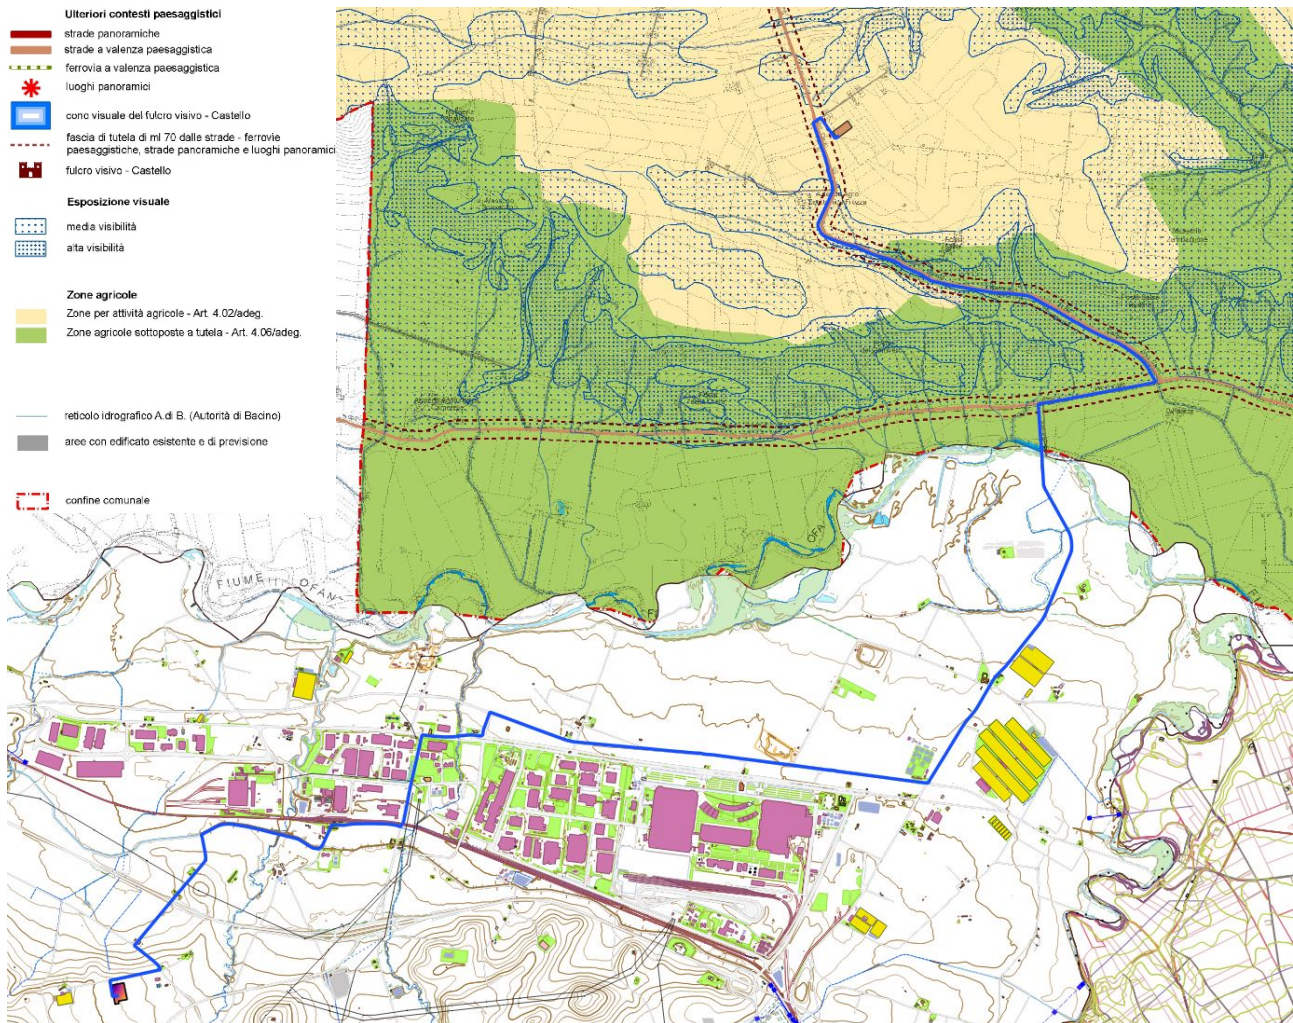 Ulteriori contesti paesaggistici
strade panoramiche
strade a valenza paesaggistica
ferrovia a valenza paesaggistica
luoghi panoramici
cono visuale del fulcro visivo - Castello
fascia di tutela di ml 70 dalle strade - ferrovie
paesaggistiche, strade panoramiche e luoghi panoramici
fulcro visivo - Castello
Esposizione visuale
media visibilità
alta visibilità
Zone agricole
Zone per attività agricole - Art. 4.02/adeg.
Zone agricole sottoposte a tutela - Art. 4.06/adeg.
reticolo idrografico A.di B. (Autorità di Bacino)
aree con edificato esistente e di previsione
confine comunale
FIUME OFAN
OFA